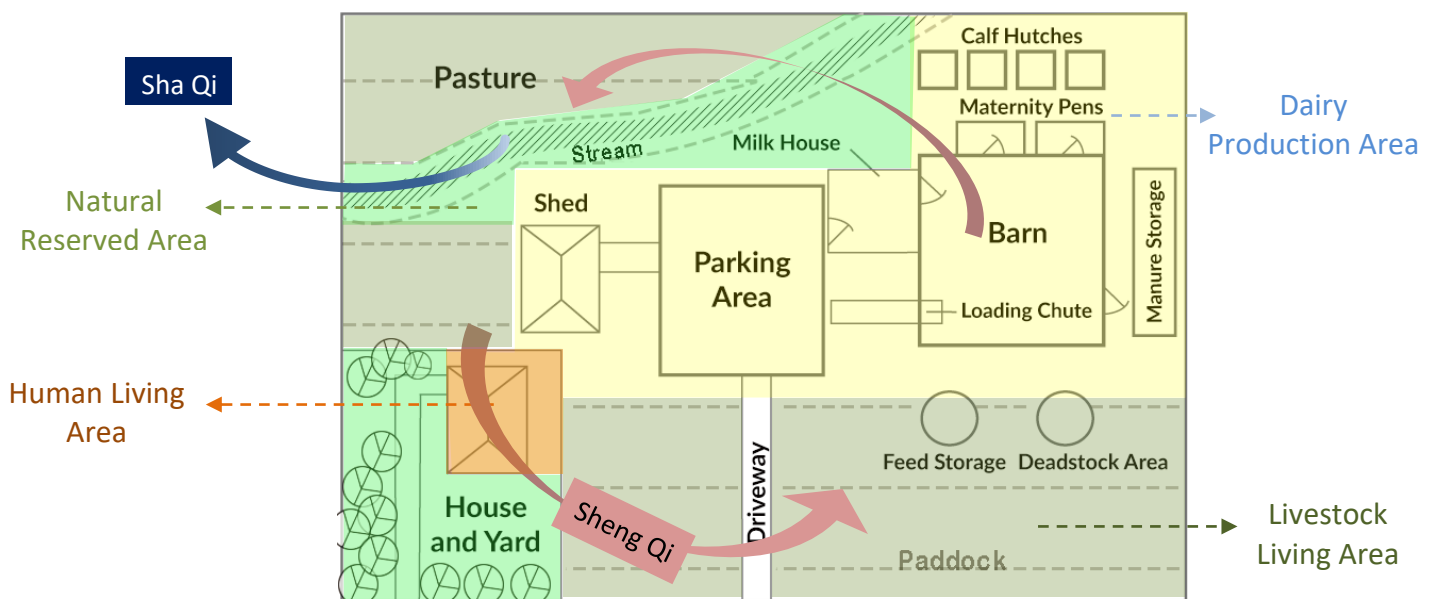 Calf Hutches
Pasture
Sha Qi
Maternity Pens
Dairy
Production Area
Milk House
Stream
Natural
Reserved Area
Shed
Barn
Manure Storage
Parking
Area
Loading Chute
Human Living
Area
Feed Storage
Deadstock Area
Driveway
House
and Yard
Sheng Qi
Paddock
Livestock
Living Area